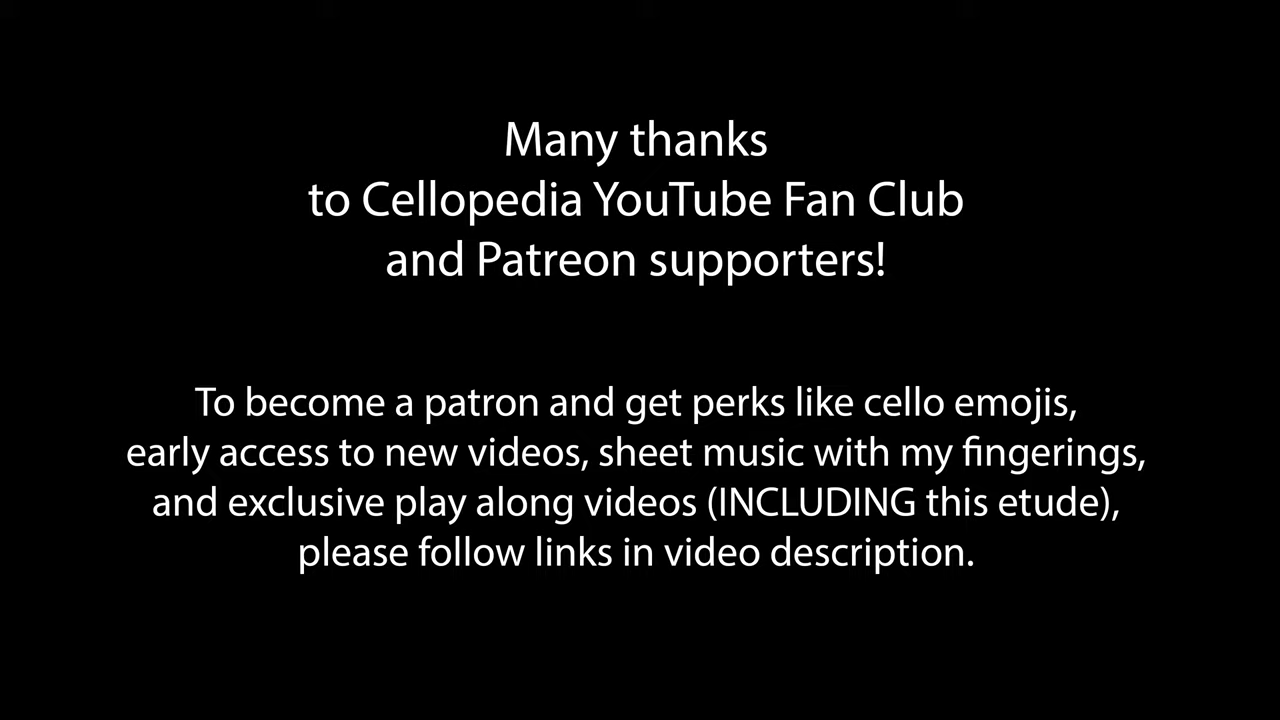 Many thanks
to Cellopedia YouTube Fan Club
and Patreon supporters!
To become a patron and get perks like cello emojis,
early access to new videos, sheet music with my fingerings,
and exclusive play along videos (INCLUDING this etude),
please follow links in video description.